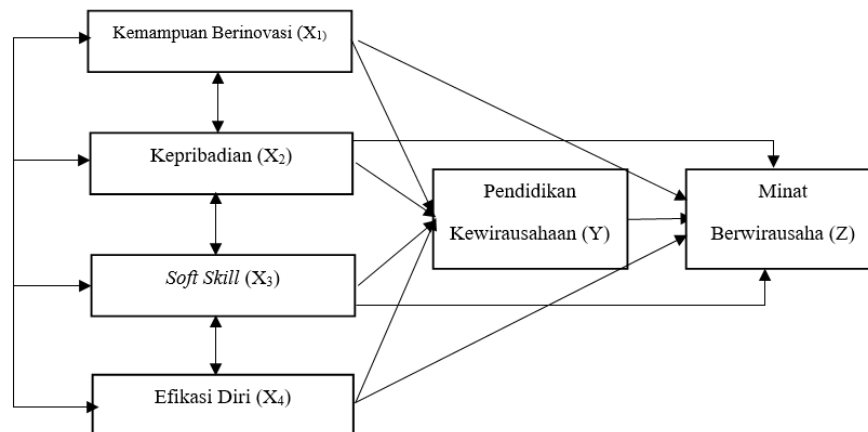 Kemampuan Berinovasi (X1)
Kepribadian (X2)
Soft Skill (X3)
Efikasi Diri (X4)
Pendidikan
Kewirausahaan (Y)
Minat
Berwirausaha (Z)